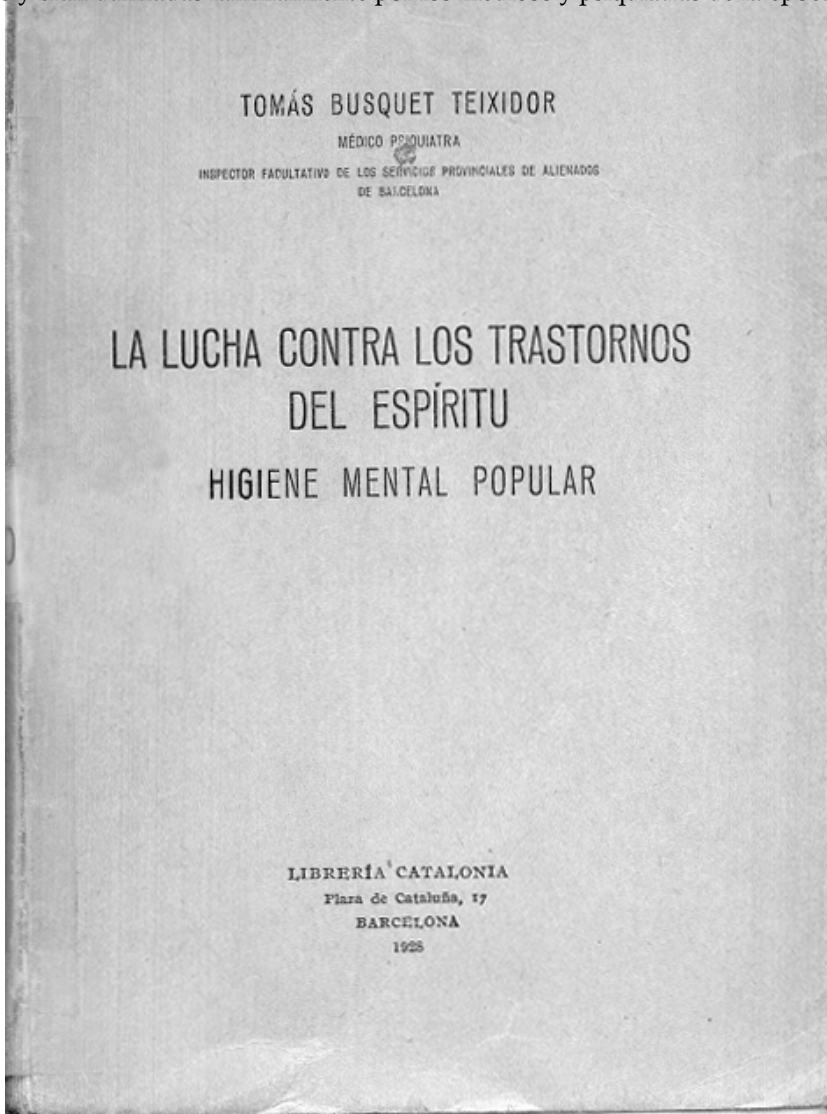 TOMÁS BUSQUET TEIXIDOR
MÉDICO PSIQUIATRA
INSPECTOR FACULTATIVO DE LOS SERVICIOS PROVINCIALES DE ALIENADOS
DE BARCELONA
LA LUCHA CONTRA LOS TRASTORNOS
DEL ESPÍRITU
HIGIENE MENTAL POPULAR
LIBRERÍA CATALONIA
Plaza de Cataluña, 17
BARCELONA
1928